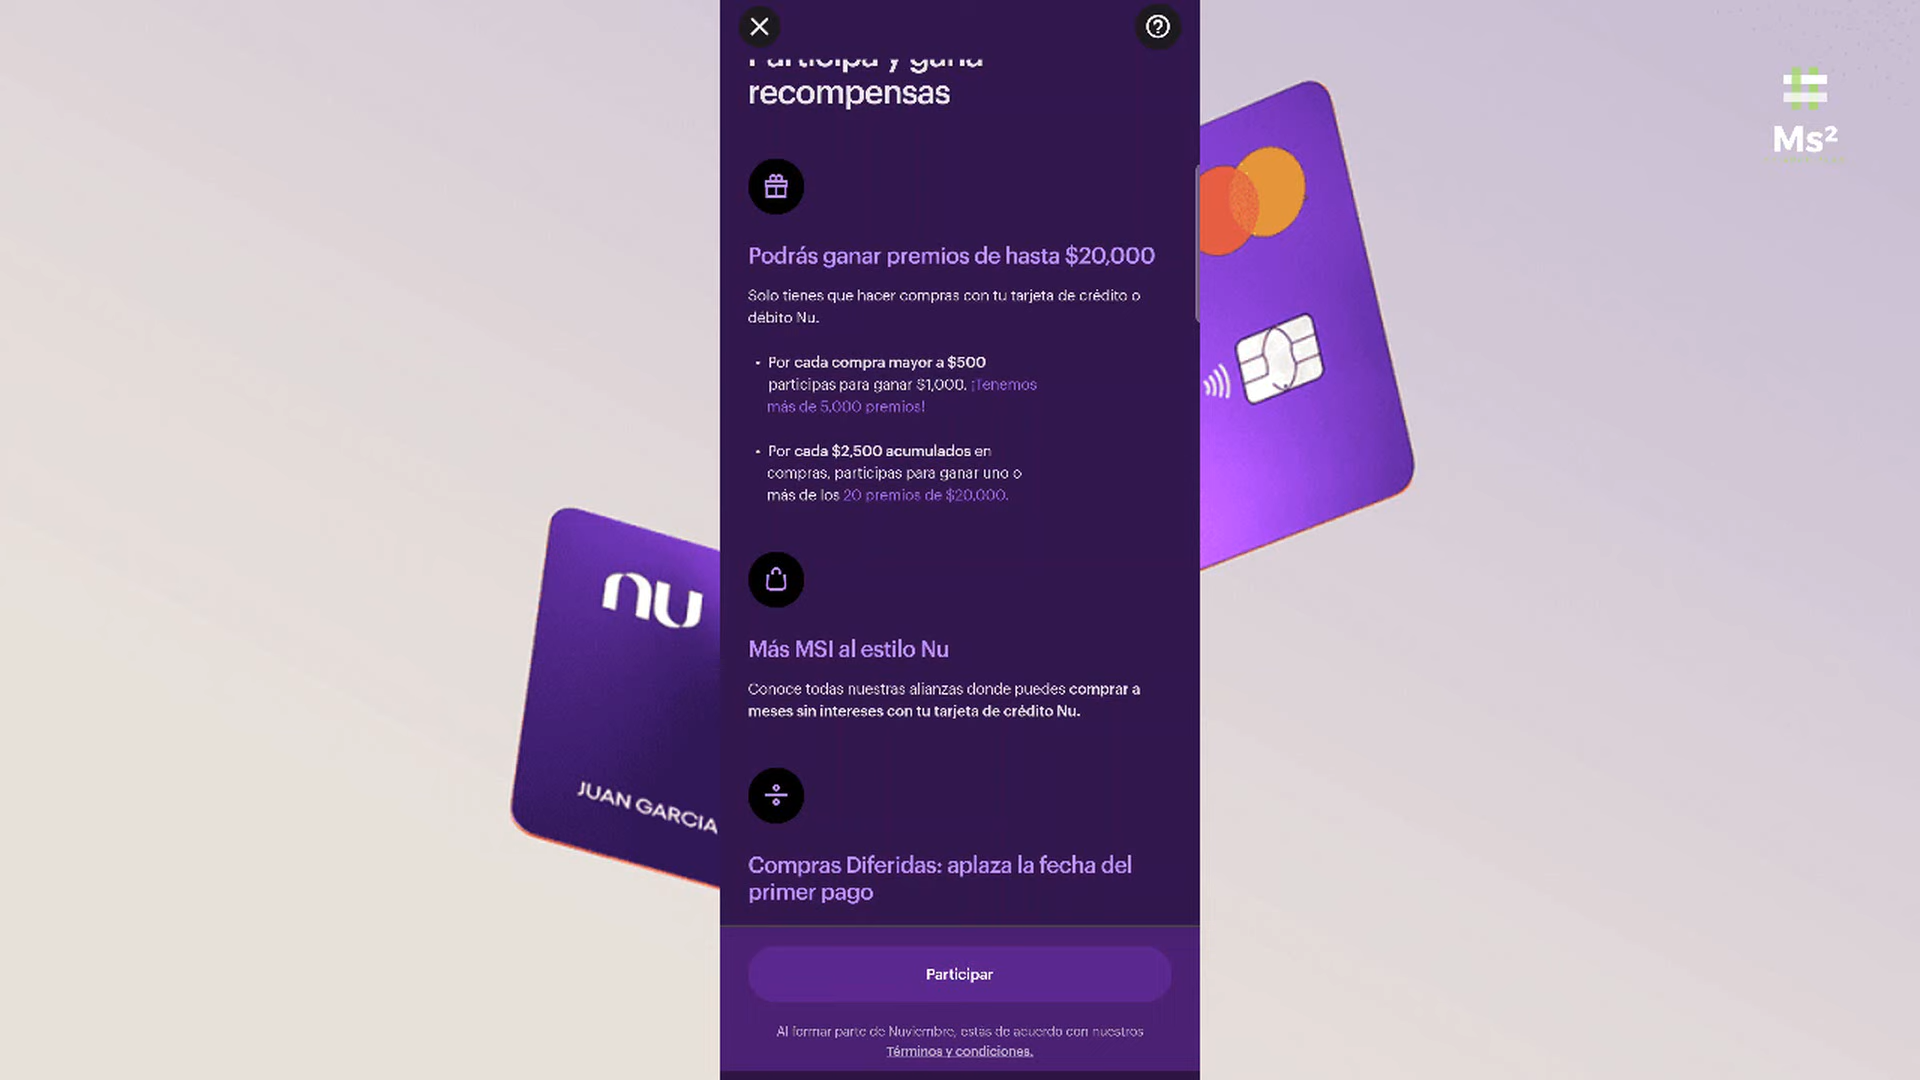 Participa y gana
recompensas
Podrás ganar premios de hasta $20,000
Solo tienes que hacer compras con tu tarjeta de crédito o
débito Nu.
• Por cada compra mayor a $500
participas para ganar $1,000. ¡Tenemos
más de 5,000 premios!
• Por cada $2,500 acumulados en
compras, participas para ganar uno o
más de los 20 premios de $20,000.
Más MSI al estilo Nu
Conoce todas nuestras alianzas donde puedes comprar a
meses sin intereses con tu tarjeta de crédito Nu.
Compras Diferidas: aplaza la fecha del
primer pago
Participar
Al formar parte de Nuviembre, estás de acuerdo con nuestros
Términos y condiciones.
nu
JUAN GARCIA
Ms²